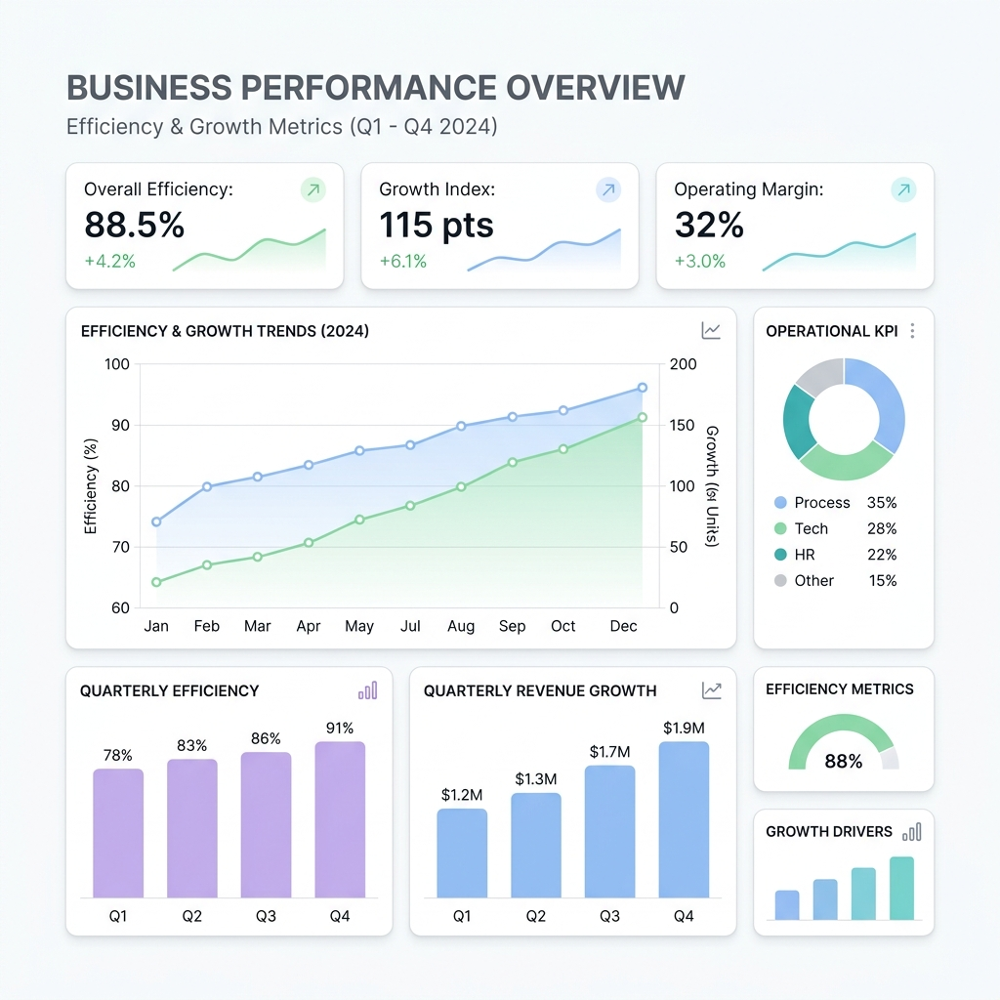 BUSINESS PERFORMANCE OVERVIEW
Efficiency & Growth Metrics (Q1 - Q4 2024)
Overall Efficiency:
88.5%
+4.2%
Growth Index:
115 pts
+6.1%
Operating Margin:
32%
+3.0%
EFFICIENCY & GROWTH TRENDS (2024)
100
90
80
70
60
Efficiency (%)
200
150
100
50
0
Growth Units)
Jan Feb Mar Apr May Jul Aug Sep Oct Dec
OPERATIONAL KPI
Process 35%
Tech 28%
HR 22%
Other 15%
QUARTERLY EFFICIENCY
78% 83% 86% 91%
Q1 Q2 Q3 Q4
QUARTERLY REVENUE GROWTH
$1.2M $1.3M $1.7M $1.9M
Q1 Q2 Q3 Q4
EFFICIENCY METRICS
88%
GROWTH DRIVERS